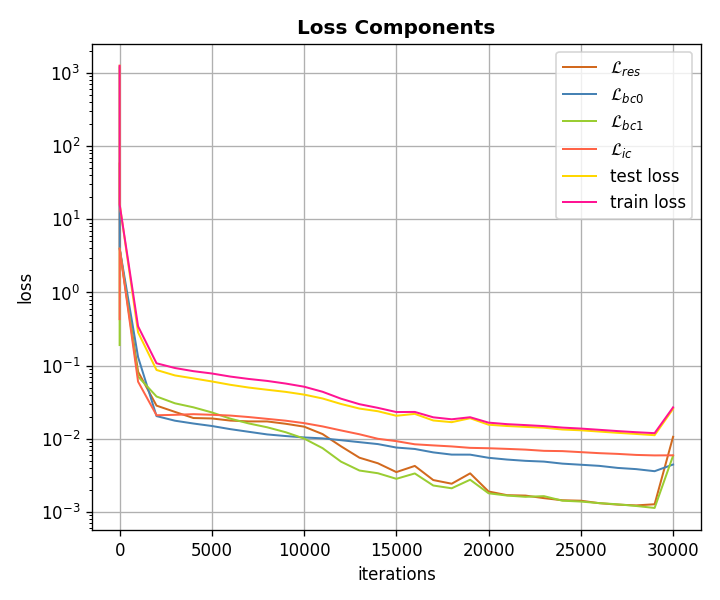 Loss Components
loss
10³
10²
10¹
10⁰
10⁻¹
10⁻²
10⁻³
ℒres
ℒbc0
ℒbc1
ℒic
test loss
train loss
0 5000 10000 15000 20000 25000 30000
iterations